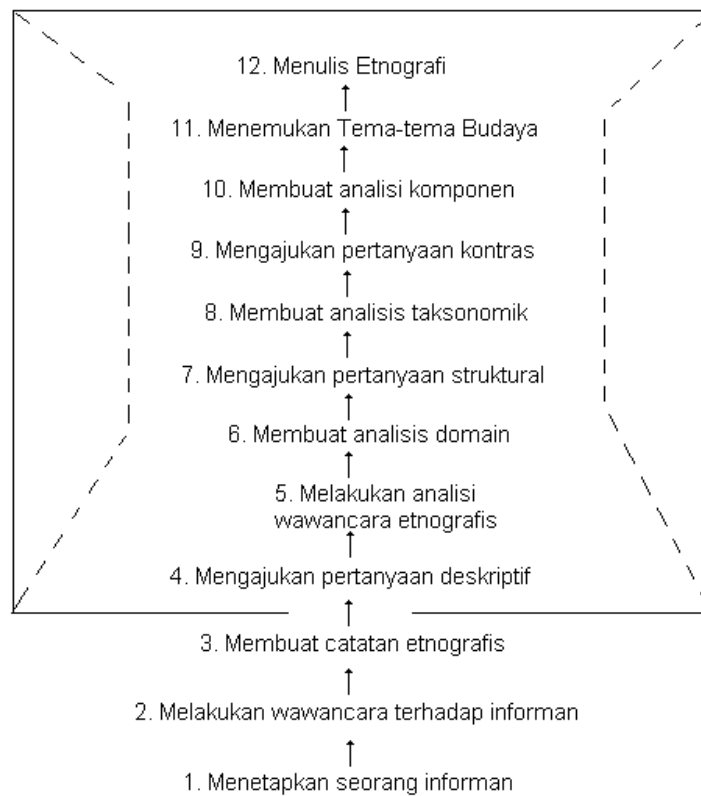 12. Menulis Etnografi
11. Menemukan Tema-tema Budaya
10. Membuat analisi komponen
9. Mengajukan pertanyaan kontras
8. Membuat analisis taksonomik
7. Mengajukan pertanyaan struktural
6. Membuat analisis domain
5. Melakukan analisi
wawancara etnografis
4. Mengajukan pertanyaan deskriptif
3. Membuat catatan etnografis
2. Melakukan wawancara terhadap informan
1. Menetapkan seorang informan